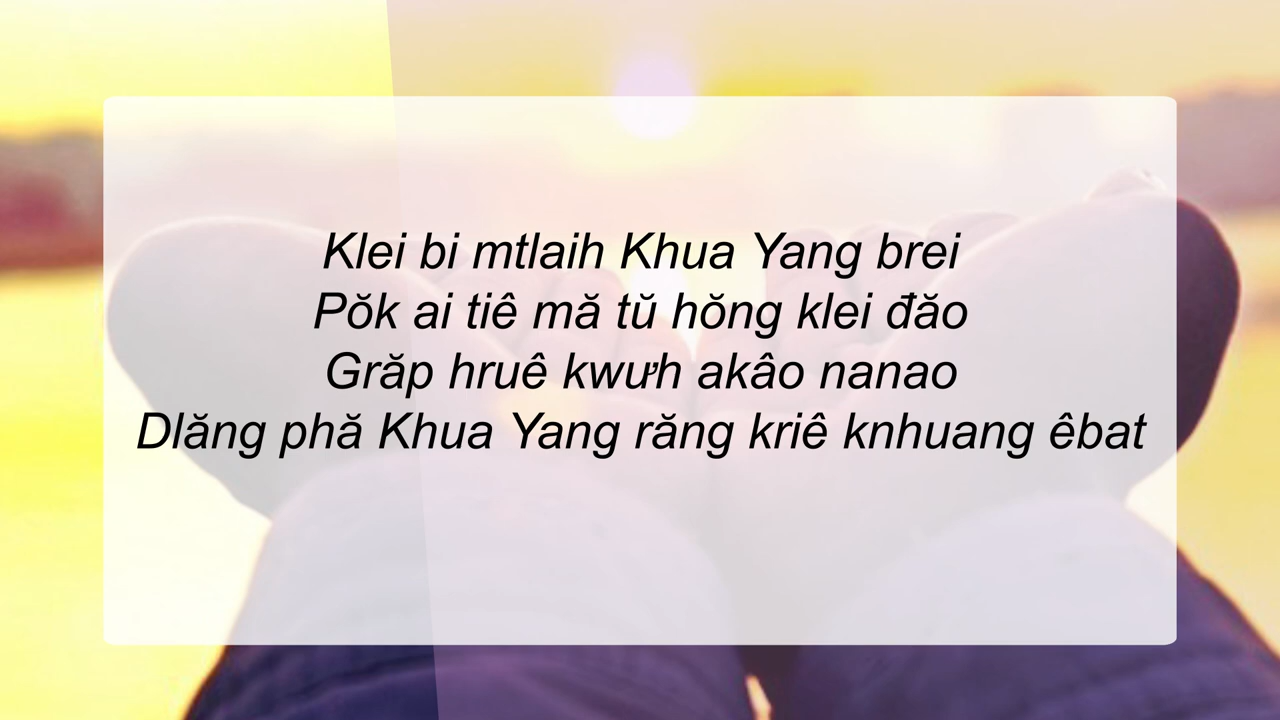 Klei bi mtlaih Khua Yang brei
Pŏk ai tiê mă tŭ hŏng klei đăo
Grăp hruê kwưh akâo nanao
Dlăng phă Khua Yang răng kriê knhuang êbat